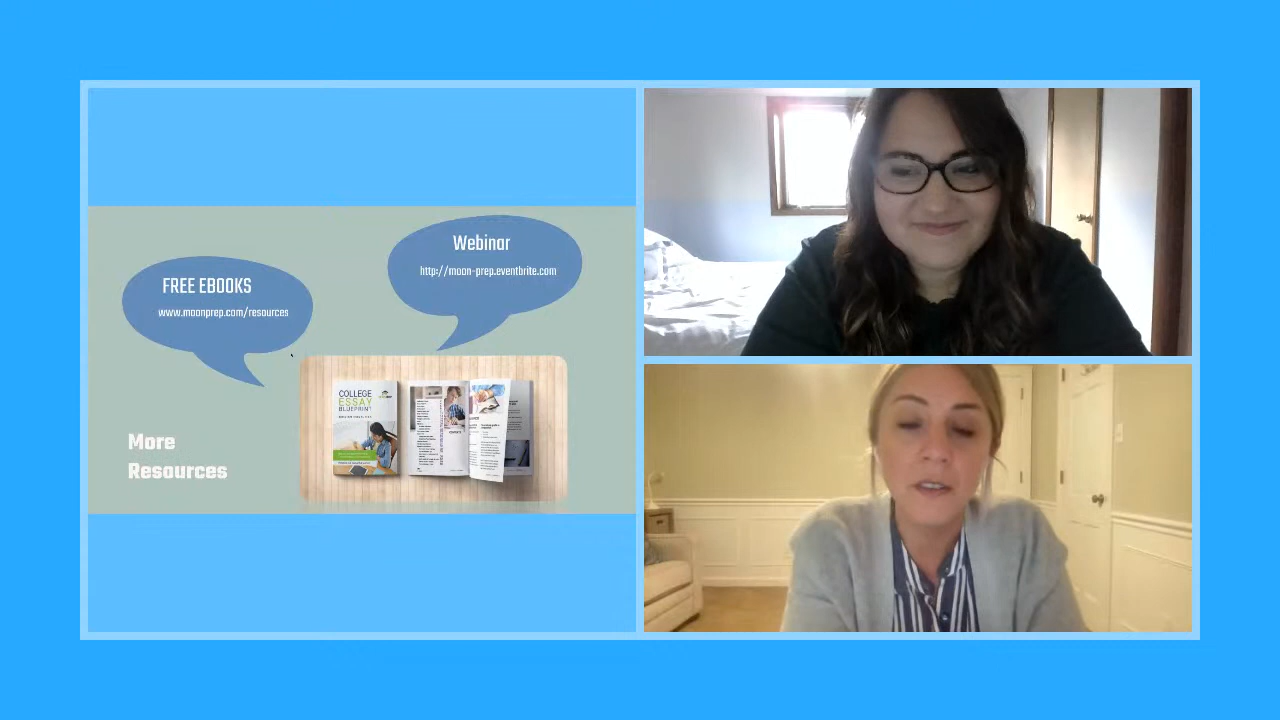 Webinar
http://moon-prep.eventbrite.com
FREE EBOOKS
www.moonprep.com/resources
COLLEGE
ESSAY
BLUEPRINT
More
Resources